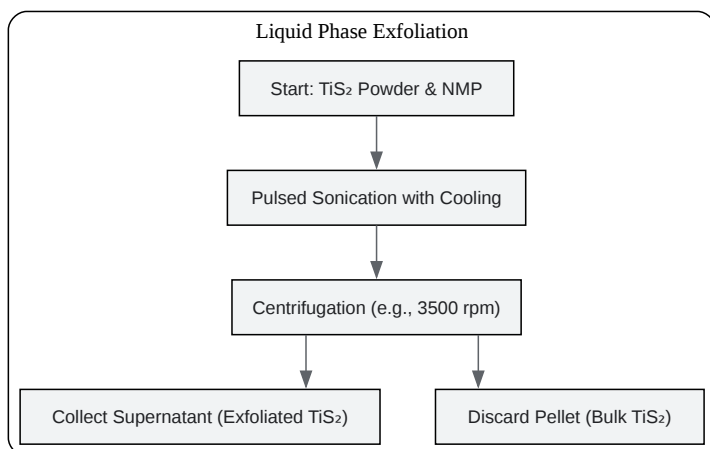 Liquid Phase Exfoliation
Start: TiS₂ Powder & NMP
Pulsed Sonication with Cooling
Centrifugation (e.g., 3500 rpm)
Collect Supernatant (Exfoliated TiS₂)
Discard Pellet (Bulk TiS₂)